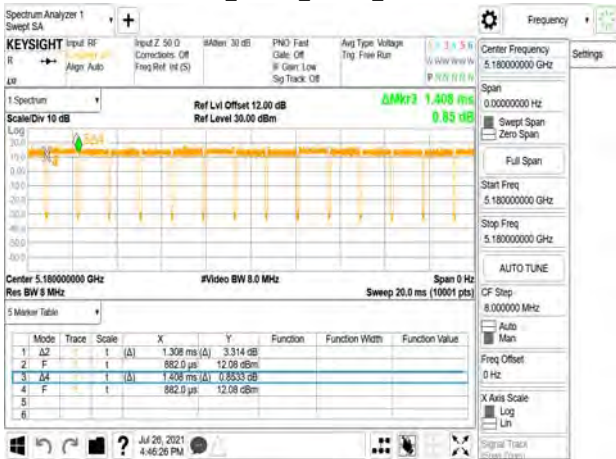 Spectrum Analyzer 1
Swept SA
Frequency
KEYSIGHT
Input: RF
Input Z: 50 Ω
#Atten: 30 dB
PNO: Fast
Avg Type: Voltage
R
Align: Auto
Corrections: Off
Freq Ref: Int (S)
Gate: Off
IF Gain: Low
Sig Track: Off
Trig: Free Run
P N N N N N
Center Frequency
5.180000000 GHz
Settings
Span
0.00000000 Hz
Swept Span
Zero Span
Full Span
Start Freq
5.180000000 GHz
Stop Freq
5.180000000 GHz
AUTO TUNE
CF Step
8.000000 MHz
Auto
Man
Freq Offset
0 Hz
X Axis Scale
Log
Lin
Signal Track
1 Spectrum
Scale/Div 10 dB
Ref Lvl Offset 12.00 dB
Ref Level 30.00 dBm
ΔMkr3 1.408 ms
0.85 dB
Log
Center 5.180000000 GHz
Res BW 8 MHz
#Video BW 8.0 MHz
Span 0 Hz
Sweep 20.0 ms (10001 pts)
5 Marker Table
Mode Trace Scale X Y Function Function Width Function Value
1 Δ2 t (Δ) 1.308 ms (Δ) 3.314 dB
2 F t 882.0 µs 12.08 dBm
3 Δ4 t (Δ) 1.408 ms (Δ) 0.8533 dB
4 F t 882.0 µs 12.08 dBm
5
6
?
Jul 26, 2021
4:46:26 PM